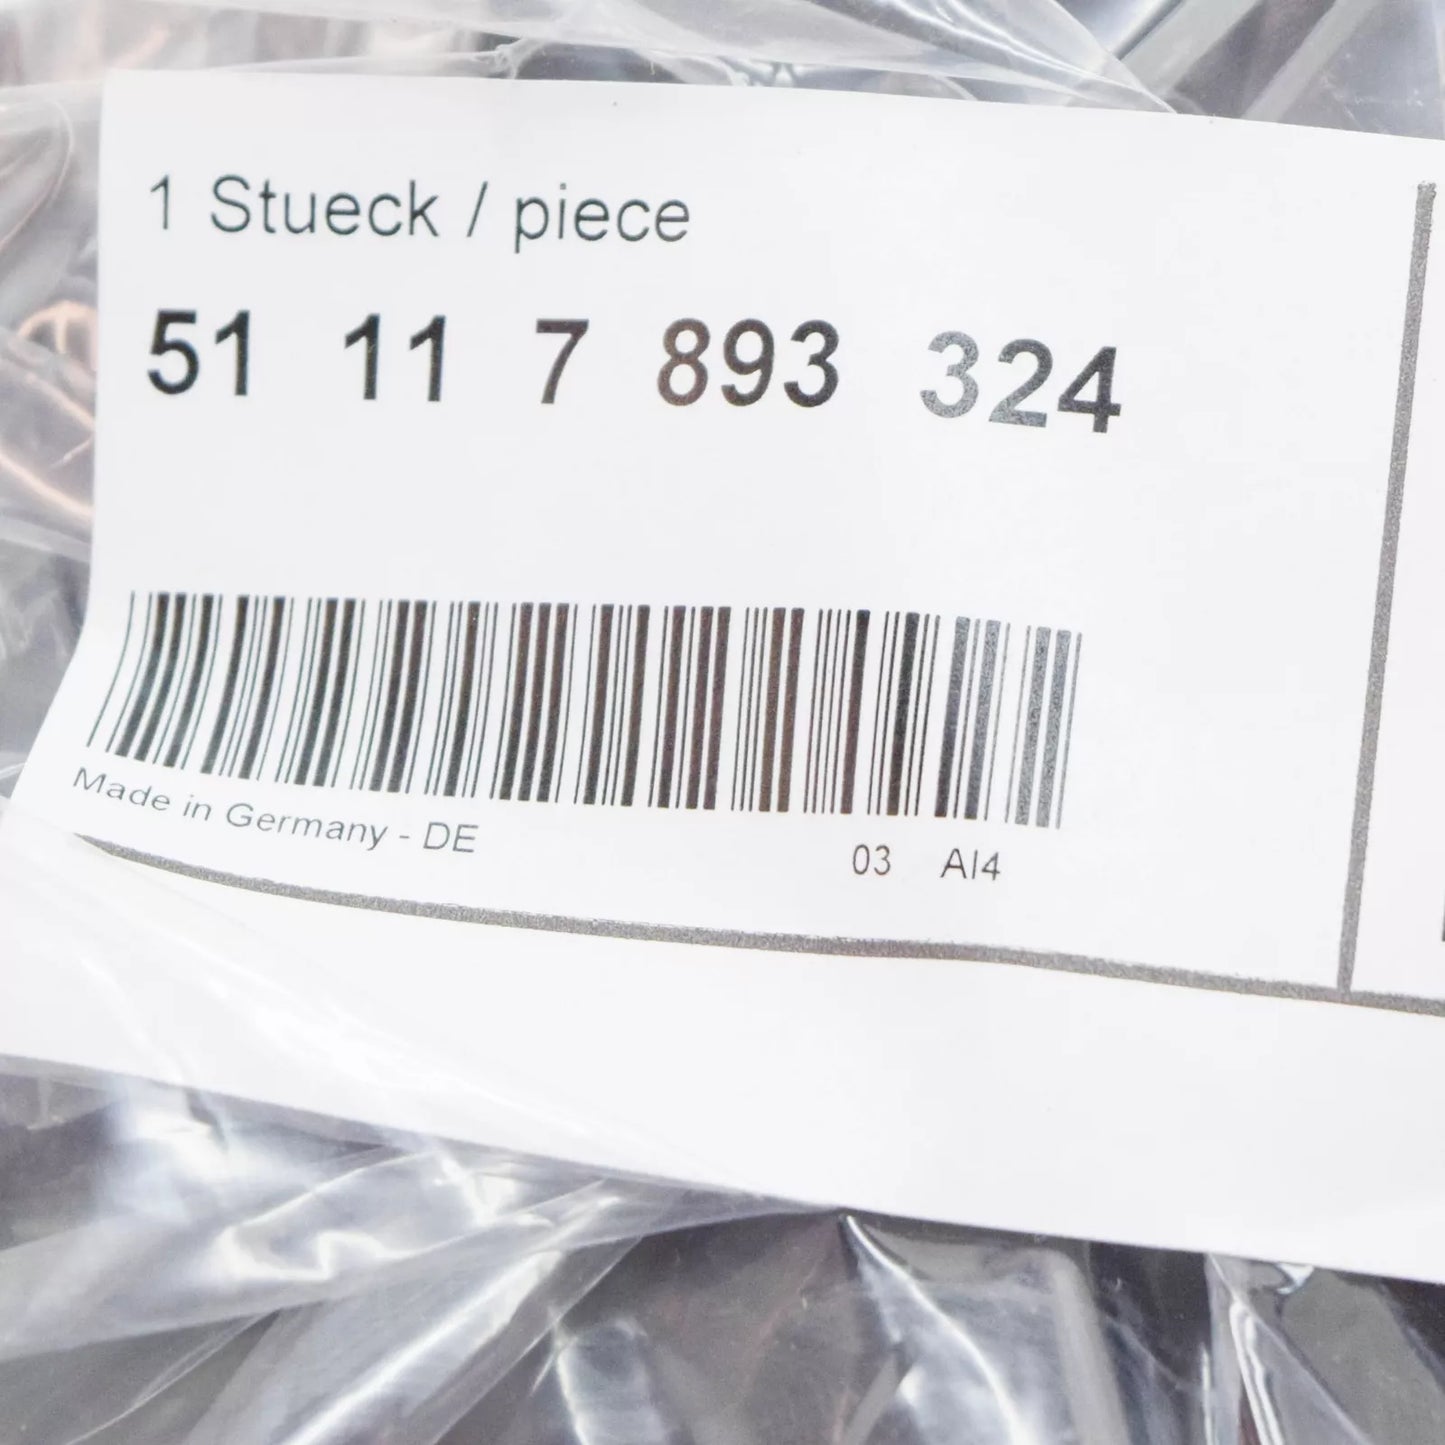 1 Stueck / piece
51 11 7 893 324
Made in Germany - DE
03 AI4